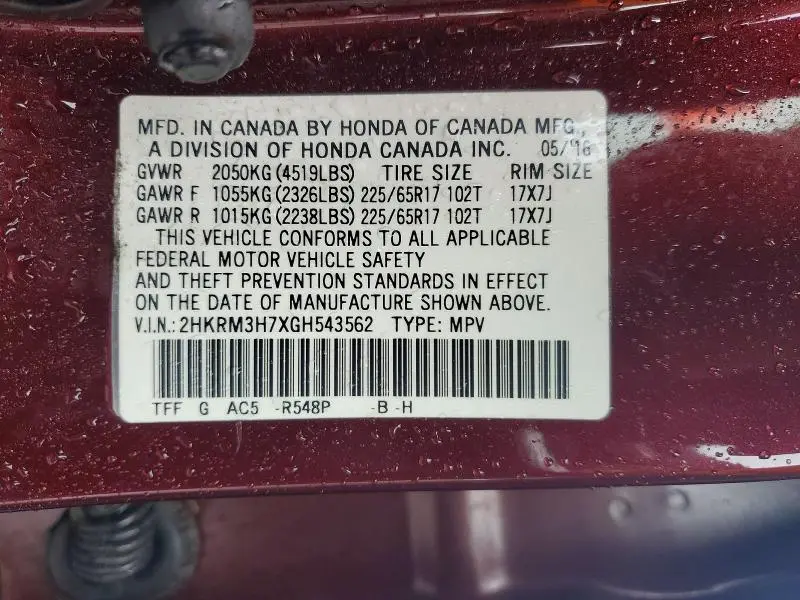 MFD. IN CANADA BY HONDA OF CANADA MFG.,
A DIVISION OF HONDA CANADA INC. 05/'16
GVWR 2050KG (4519LBS) TIRE SIZE RIM SIZE
GAWR F 1055KG (2326LBS) 225/65R17 102T 17X7J
GAWR R 1015KG (2238LBS) 225/65R17 102T 17X7J
THIS VEHICLE CONFORMS TO ALL APPLICABLE
FEDERAL MOTOR VEHICLE SAFETY
AND THEFT PREVENTION STANDARDS IN EFFECT
ON THE DATE OF MANUFACTURE SHOWN ABOVE.
V.I.N.: 2HKRM3H7XGH543562 TYPE: MPV
TFF G AC5 -R548P -B -H